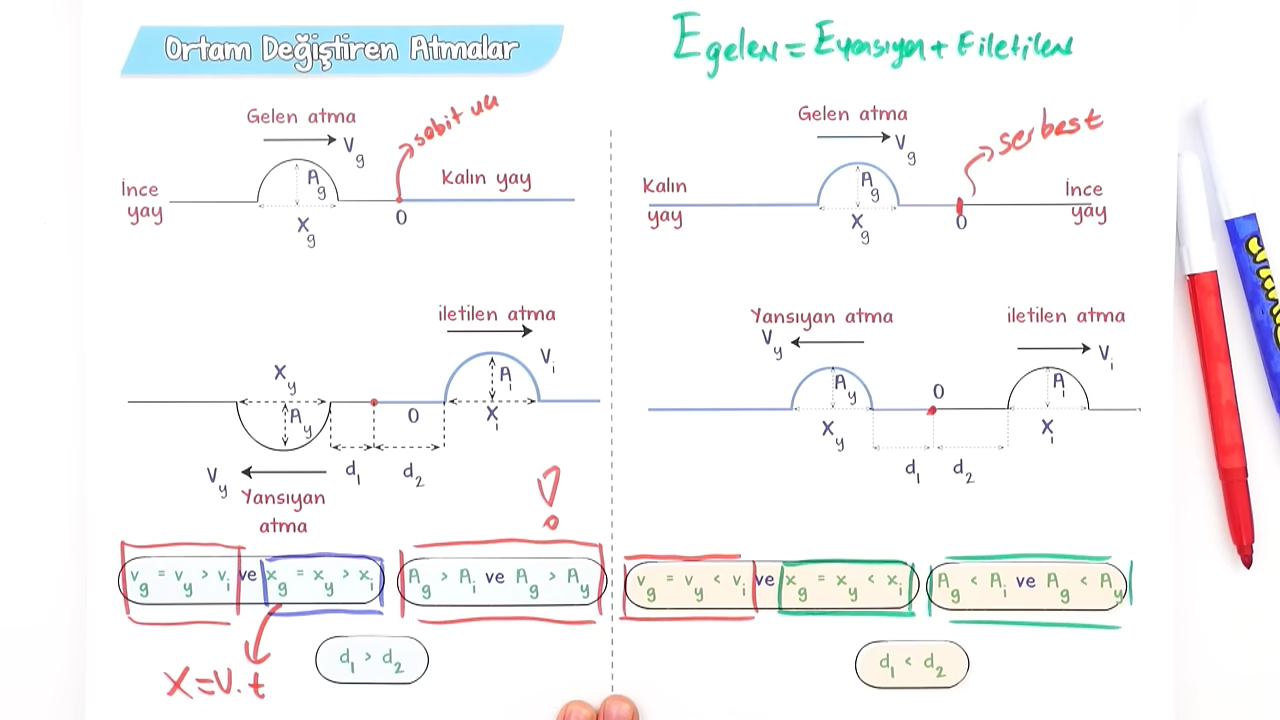 Ortam Değiştiren Atmalar
Egelen = Eyansıyan + Eiletilen
Gelen atma
Vg
sabit uç
Ag
Kalın yay
İnce
yay
Xg
O
Gelen atma
Vg
serbest
Ag
Kalın
yay
İnce
yay
Xg
O
iletilen atma
Vi
Xy
Ai
Ay
O
Xi
d1
d2
Vy
Yansıyan
atma
Yansıyan atma
Vy
iletilen atma
Vi
Ay
O
Ai
Xy
Xi
d1
d2
!
vg = vy > vi ve xg = xy > xi
Ag > Ai ve Ag > Ay
vg = vy < vi ve xg = xy < xi
Ag < Ai ve Ag < Ay
d1 > d2
X = V.t
d1 < d2